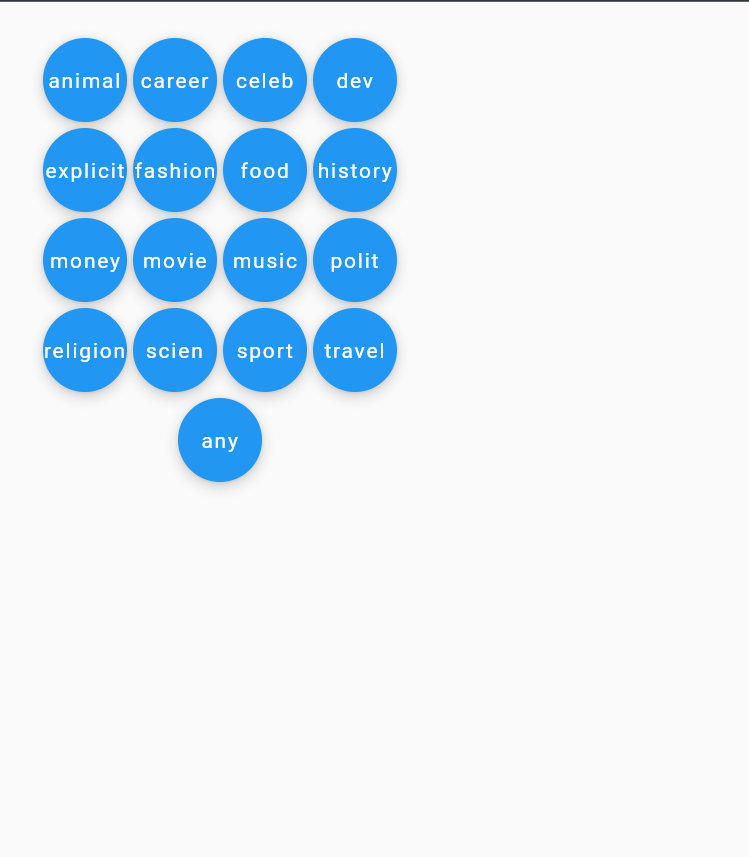 animal career celeb dev
explicit fashion food history
money movie music polit
religion scien sport travel
any